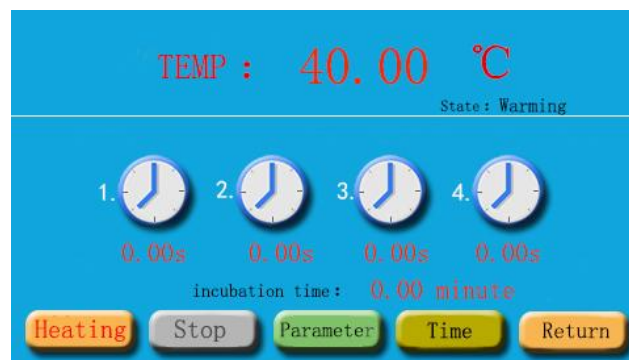 TEMP： 40.00 ℃
State：Warming
1. 2. 3. 4.
0.00s 0.00s 0.00s 0.00s
incubation time： 0.00 minute
Heating Stop Parameter Time Return